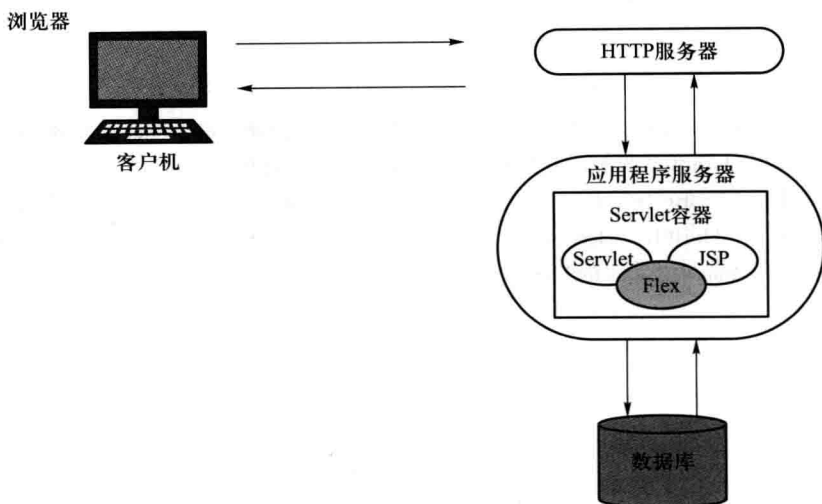 浏览器
客户机
HTTP服务器
应用程序服务器
Servlet容器
Servlet
JSP
Flex
数据库